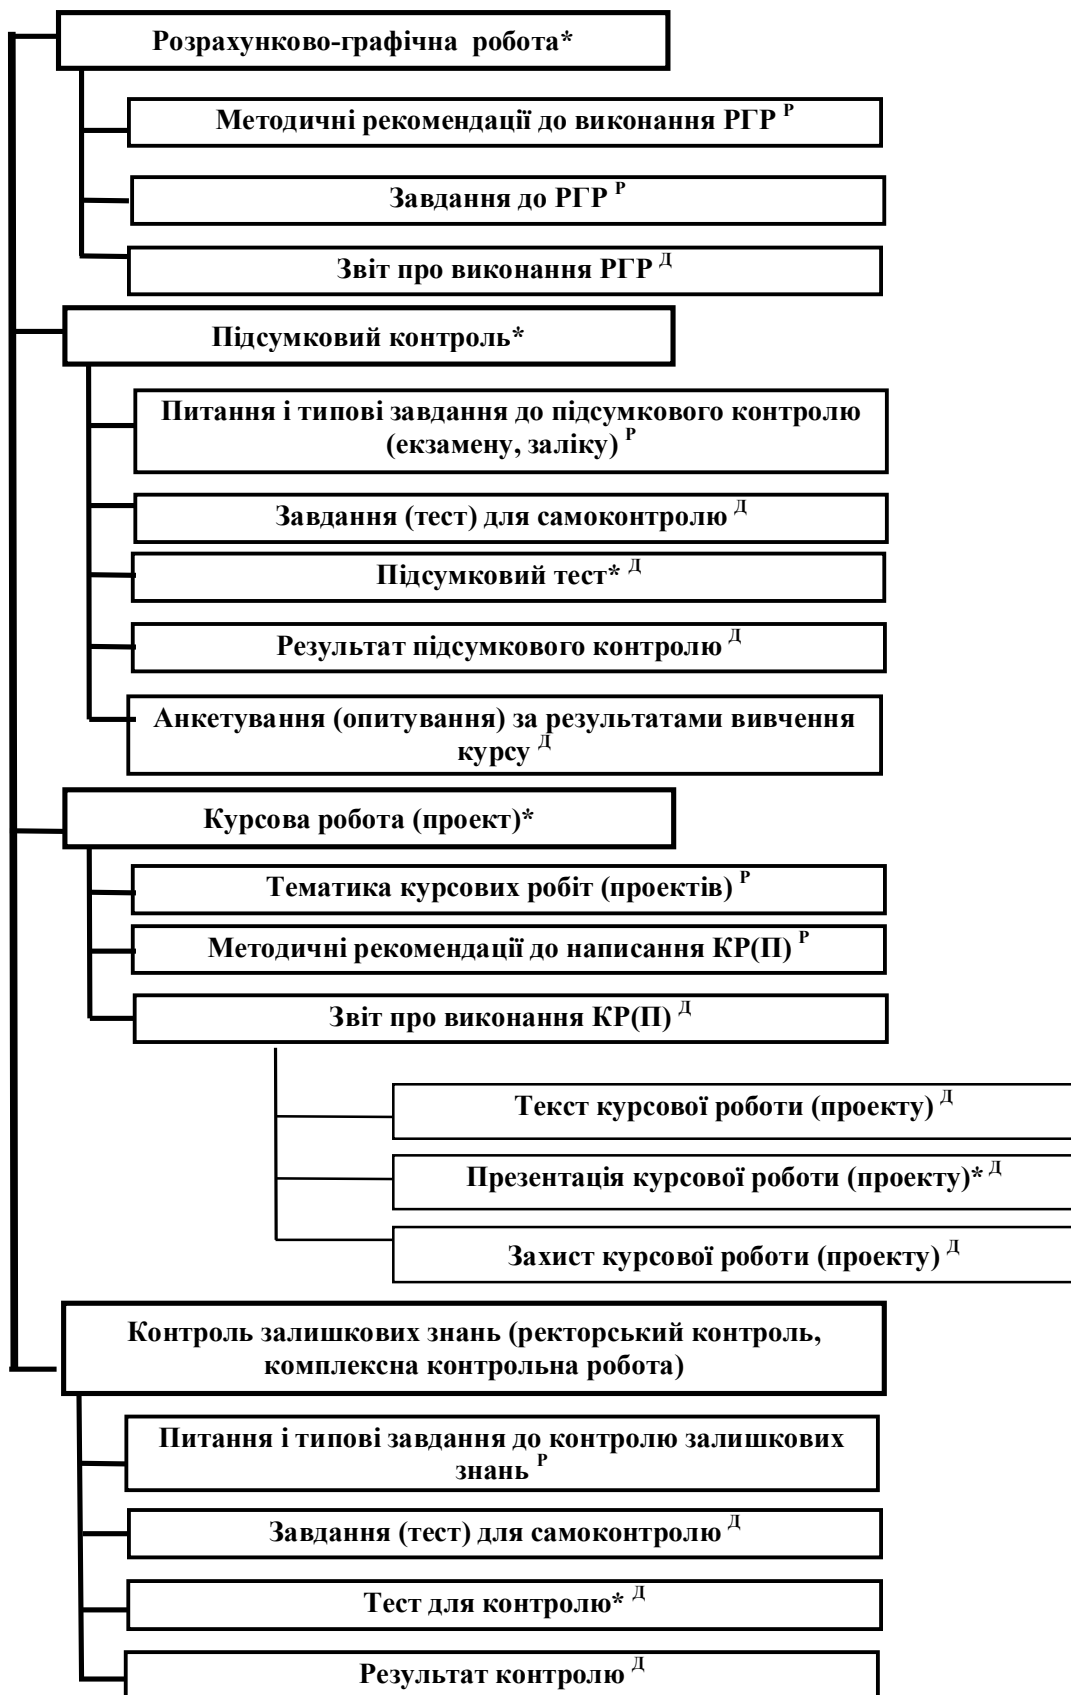 Розрахунково-графічна робота*
Методичні рекомендації до виконання РГР Р
Завдання до РГР Р
Звіт про виконання РГР Д
Підсумковий контроль*
Питання і типові завдання до підсумкового контролю
(екзамену, заліку) Р
Завдання (тест) для самоконтролю Д
Підсумковий тест* Д
Результат підсумкового контролю Д
Анкетування (опитування) за результатами вивчення
курсу Д
Курсова робота (проект)*
Тематика курсових робіт (проектів) Р
Методичні рекомендації до написання КР(П) Р
Звіт про виконання КР(П) Д
Текст курсової роботи (проекту) Д
Презентація курсової роботи (проекту)* Д
Захист курсової роботи (проекту) Д
Контроль залишкових знань (ректорський контроль,
комплексна контрольна робота)
Питання і типові завдання до контролю залишкових
знань Р
Завдання (тест) для самоконтролю Д
Тест для контролю* Д
Результат контролю Д